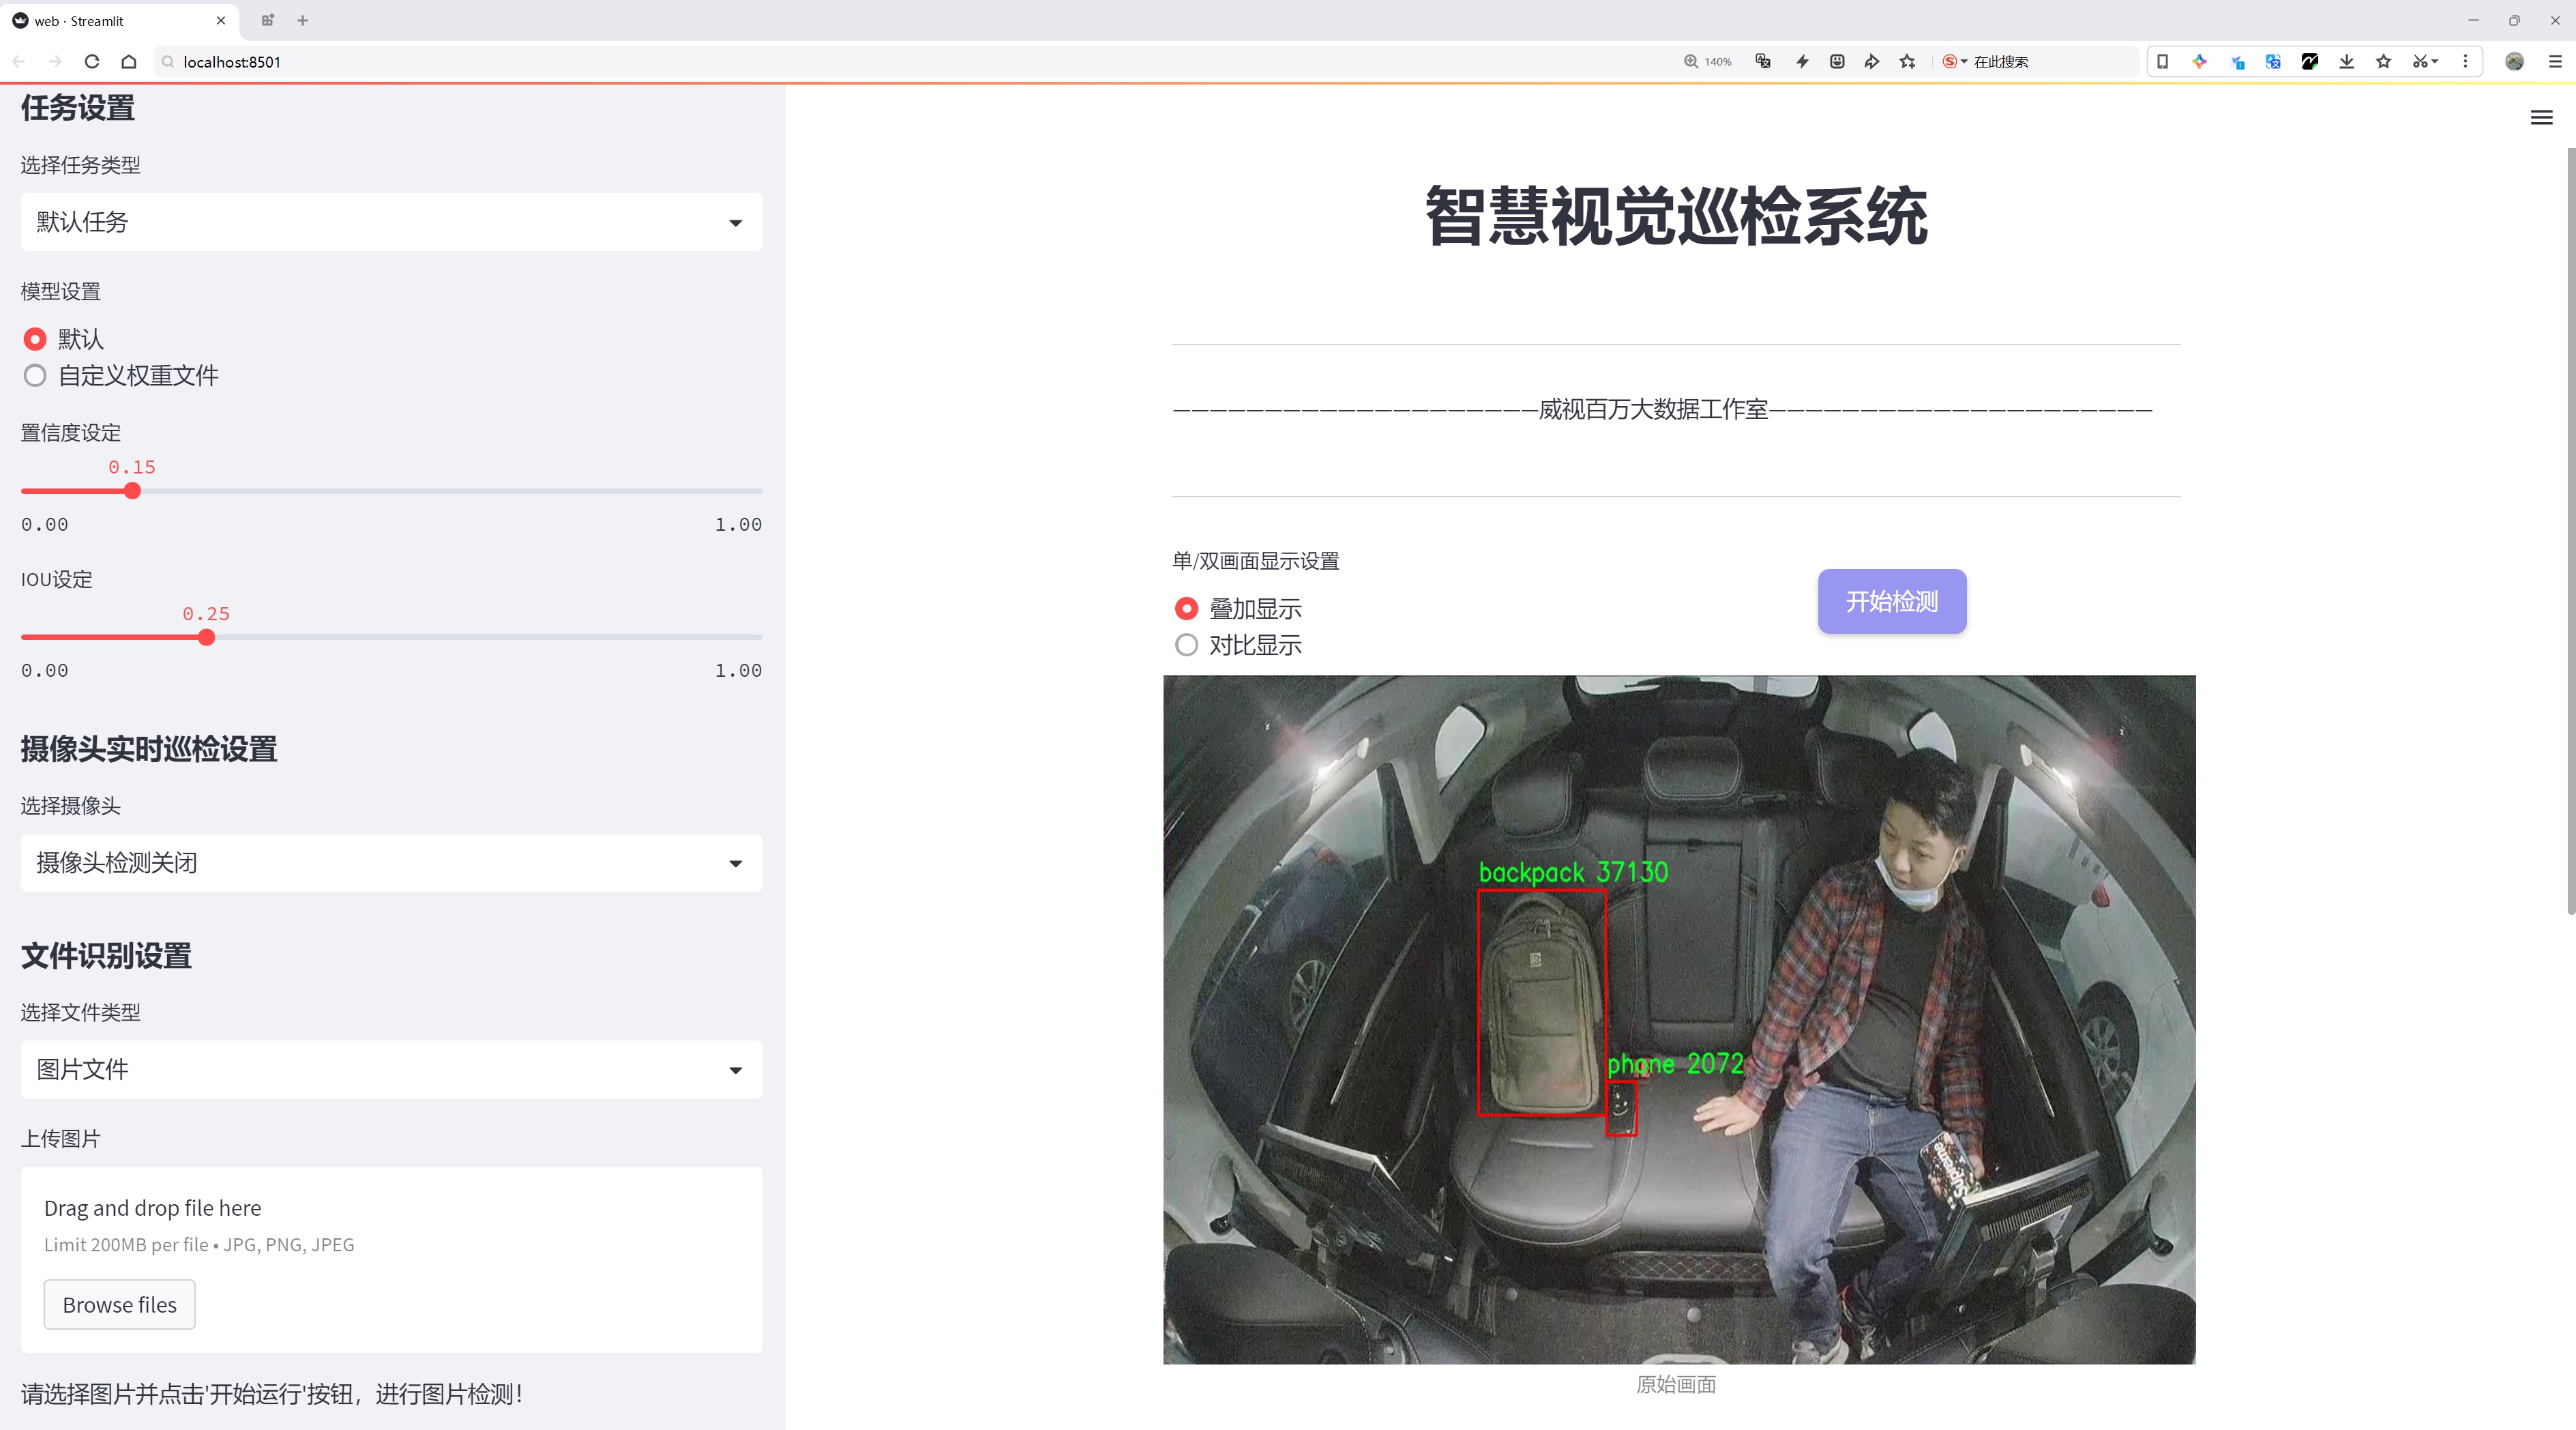 web · Streamlit
localhost:8501
140%
在此搜索
任务设置
选择任务类型
默认任务
模型设置
默认
自定义权重文件
置信度设定
0.15
0.00
1.00
IOU设定
0.25
0.00
1.00
摄像头实时巡检设置
选择摄像头
摄像头检测关闭
文件识别设置
选择文件类型
图片文件
上传图片
Drag and drop file here
Limit 200MB per file • JPG, PNG, JPEG
Browse files
请选择图片并点击'开始运行'按钮，进行图片检测！
智慧视觉巡检系统
————————————————————威视百万大数据工作室—————————————————————
单/双画面显示设置
叠加显示
对比显示
开始检测
backpack 37130
phone 2072
原始画面